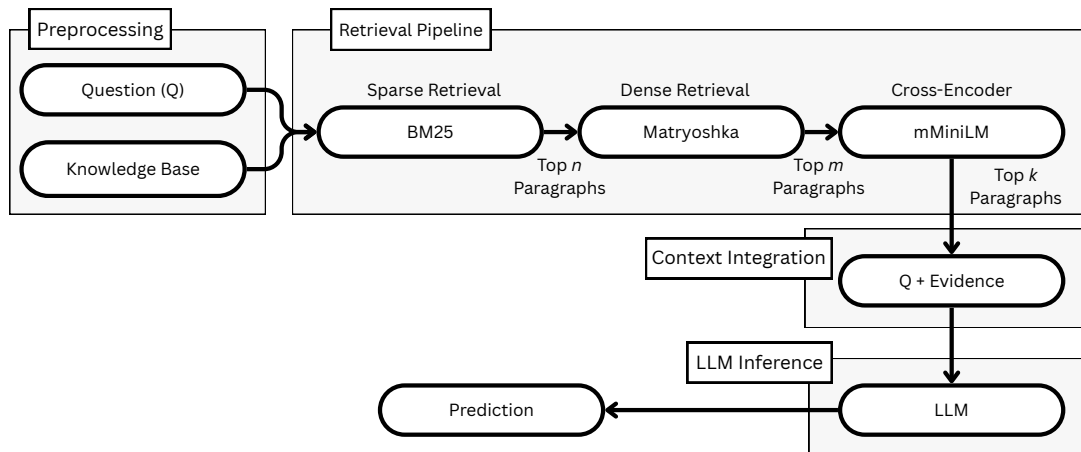 Preprocessing
Question (Q)
Knowledge Base
Retrieval Pipeline
Sparse Retrieval
BM25
Top n
Paragraphs
Dense Retrieval
Matryoshka
Top m
Paragraphs
Cross-Encoder
mMiniLM
Top k
Paragraphs
Context Integration
Q + Evidence
LLM Inference
LLM
Prediction